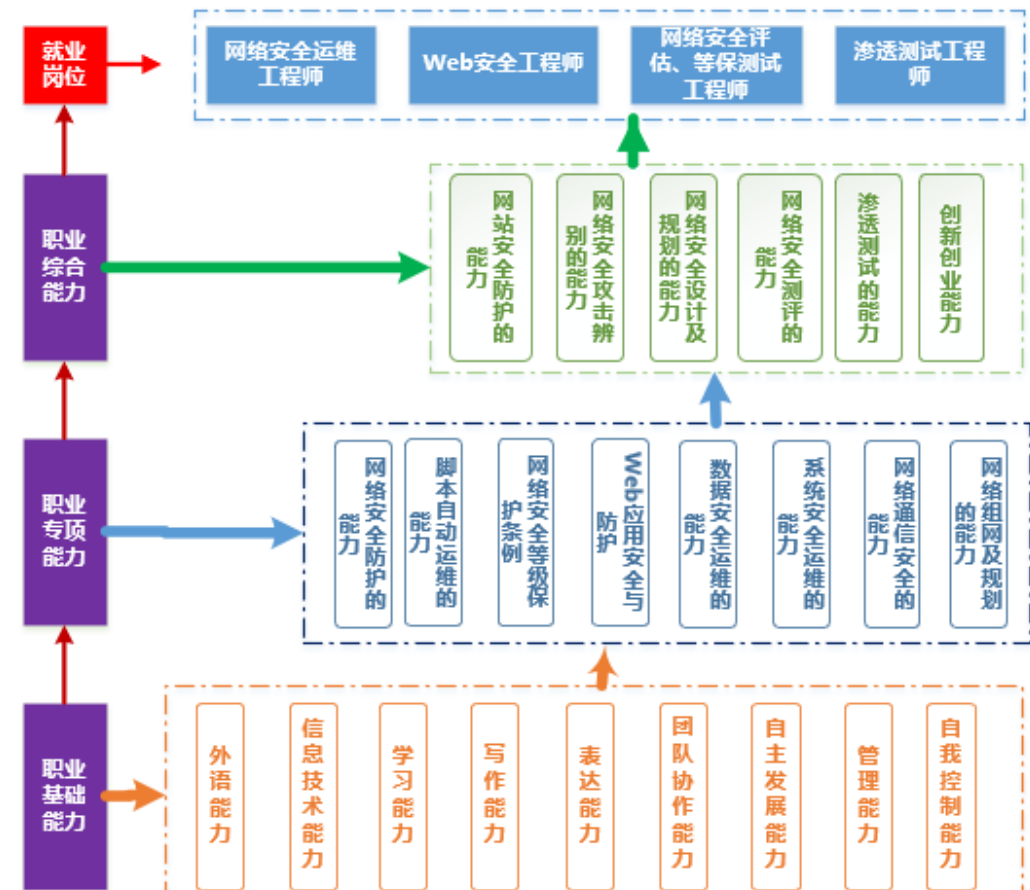 就业
岗位
网络安全运维
工程师
Web安全工程师
网络安全评
估、等保测试
工程师
渗透测试工程
师
职业
综合
能力
网站安全防护的
能力
网络安全攻击辨
别的能力
网络安全设计及
规划的能力
网络安全测评的
能力
渗透测试的能力
创新创业能力
职业
专项
能力
网络安全防护的
能力
脚本自动运维的
能力
网络安全等级保
护条例
Web应用安全与
防护
数据安全运维的
能力
系统安全运维的
能力
网络通信安全的
能力
网络组网及规划
的能力
职业
基础
能力
外语能力
信息技术能力
学习能力
写作能力
表达能力
团队协作能力
自主发展能力
管理能力
自我控制能力